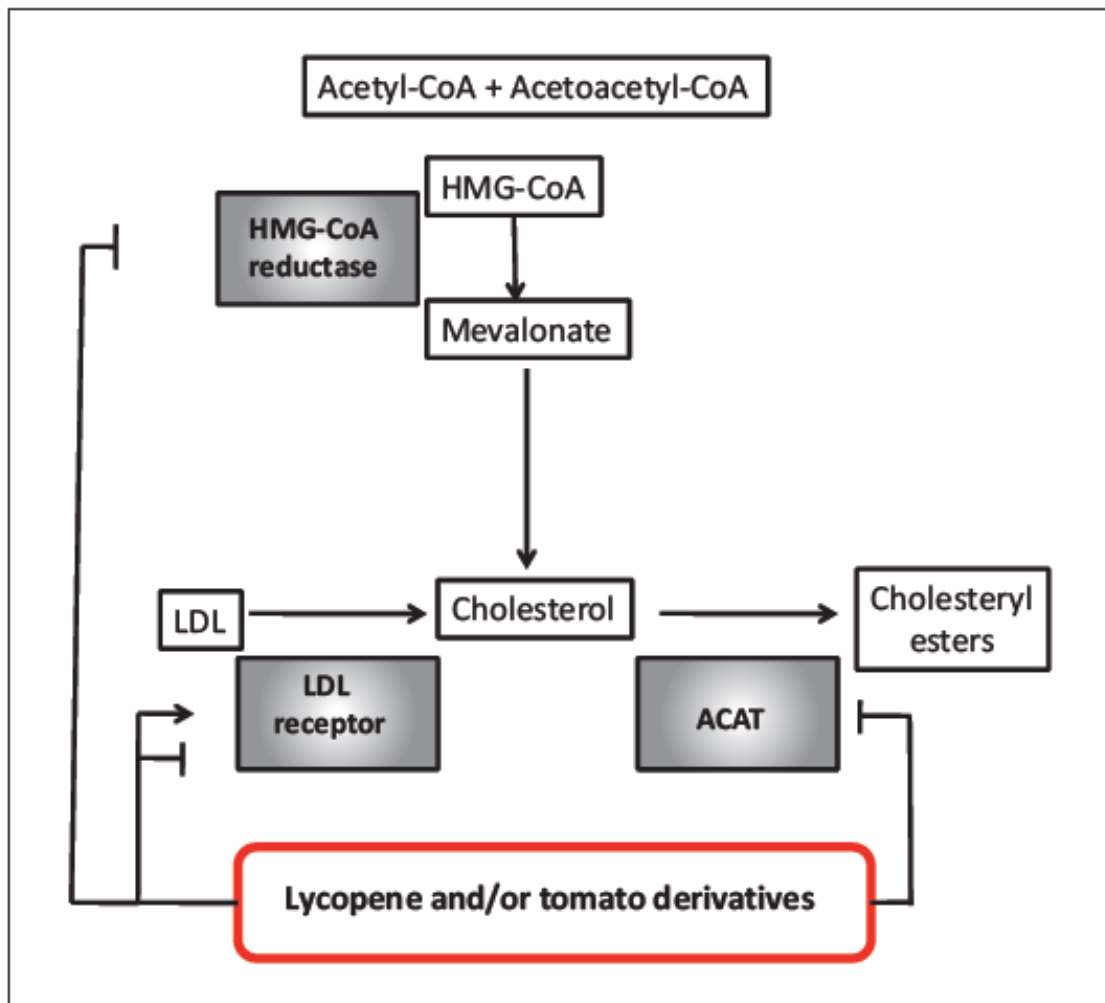 Acetyl-CoA + Acetoacetyl-CoA
HMG-CoA
HMG-CoA
reductase
Mevalonate
LDL
Cholesterol
Cholesteryl
esters
LDL
receptor
ACAT
Lycopene and/or tomato derivatives